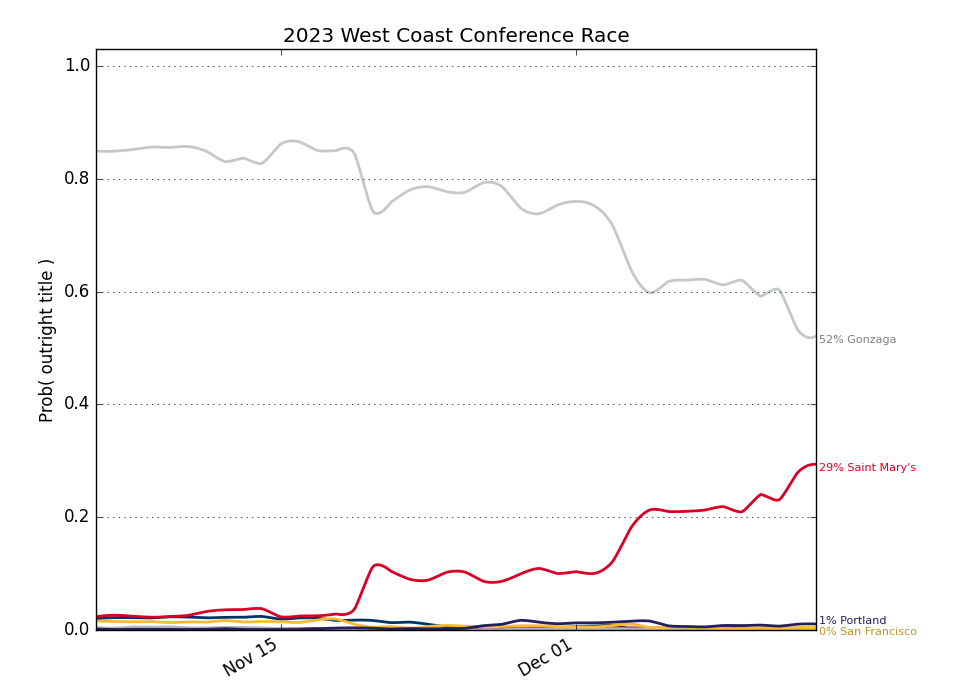 2023 West Coast Conference Race
1.0
0.8
0.6
0.4
0.2
0.0
Prob( outright title )
Nov 15
Dec 01
52% Gonzaga
29% Saint Mary's
1% Portland
0% San Francisco